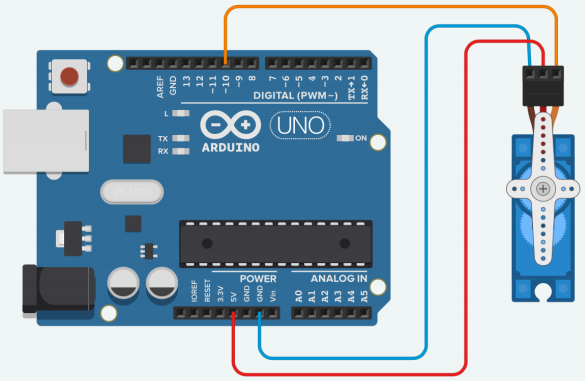 AREF
GND
13
12
~11
~10
~9
8
7
~6
~5
4
~3
2
TX→1
RX←0
DIGITAL (PWM~)
L
TX
RX
ARDUINO
UNO
ON
POWER
ANALOG IN
IOREF
RESET
3.3V
5V
GND
GND
Vin
A0
A1
A2
A3
A4
A5